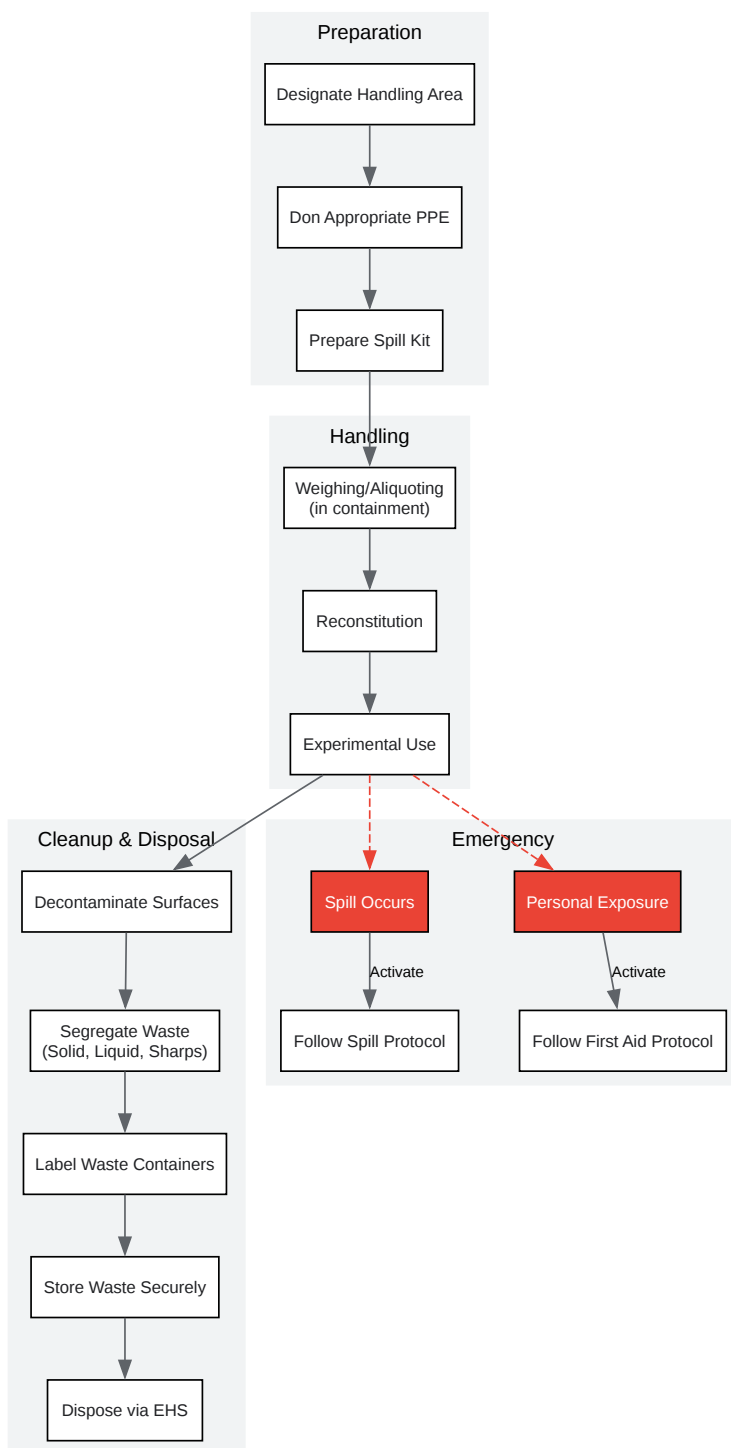 Preparation
Designate Handling Area
Don Appropriate PPE
Prepare Spill Kit
Handling
Weighing/Aliquoting
(in containment)
Reconstitution
Experimental Use
Cleanup & Disposal
Decontaminate Surfaces
Segregate Waste
(Solid, Liquid, Sharps)
Label Waste Containers
Store Waste Securely
Dispose via EHS
Emergency
Spill Occurs
Personal Exposure
Activate
Activate
Follow Spill Protocol
Follow First Aid Protocol